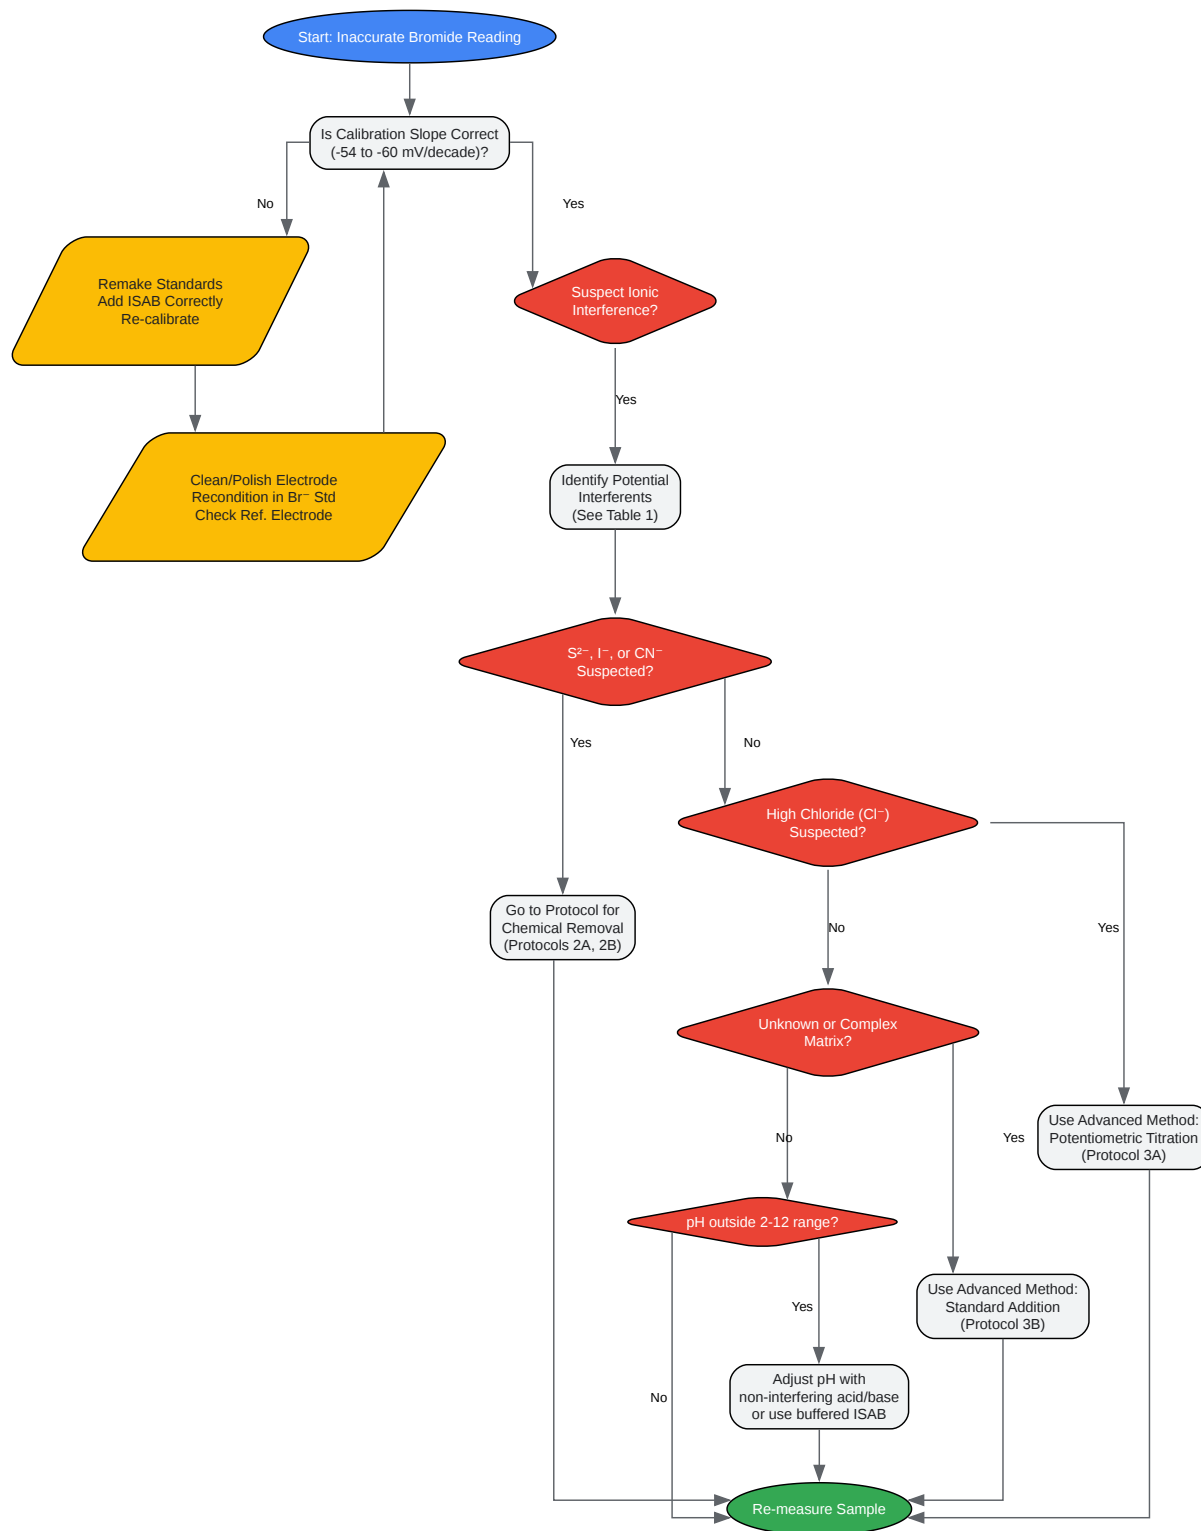 Start: Inaccurate Bromide Reading
Is Calibration Slope Correct
(-54 to -60 mV/decade)?
No
Yes
Remake Standards
Add ISAB Correctly
Re-calibrate
Suspect Ionic
Interference?
Yes
Clean/Polish Electrode
Recondition in Br⁻ Std
Check Ref. Electrode
Identify Potential
Interferents
(See Table 1)
S²⁻, I⁻, or CN⁻
Suspected?
Yes
No
High Chloride (Cl⁻)
Suspected?
Go to Protocol for
Chemical Removal
(Protocols 2A, 2B)
No
Yes
Unknown or Complex
Matrix?
No
Yes
Use Advanced Method:
Potentiometric Titration
(Protocol 3A)
pH outside 2-12 range?
Yes
Use Advanced Method:
Standard Addition
(Protocol 3B)
No
Adjust pH with
non-interfering acid/base
or use buffered ISAB
Re-measure Sample